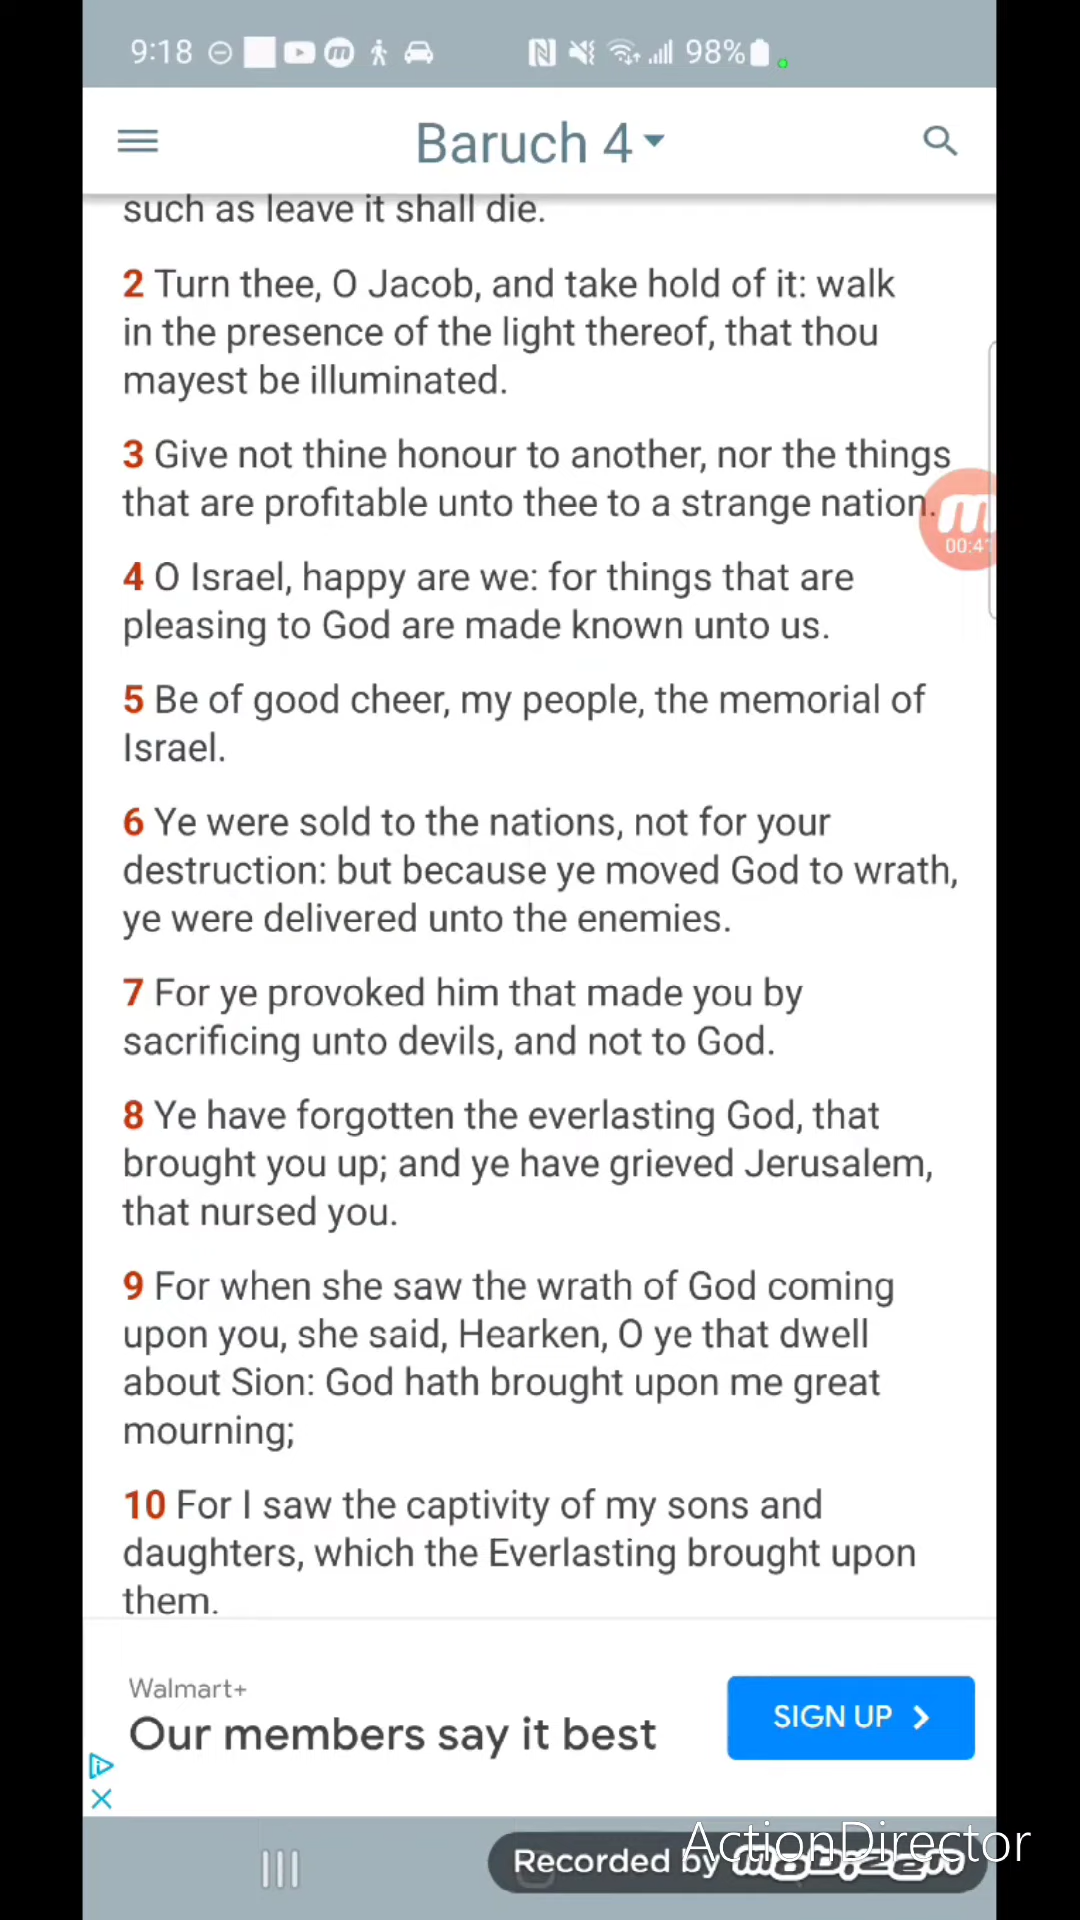 9:18 98%
Baruch 4
such as leave it shall die.
2 Turn thee, O Jacob, and take hold of it: walk
in the presence of the light thereof, that thou
mayest be illuminated.
3 Give not thine honour to another, nor the things
that are profitable unto thee to a strange nation.
00:41
4 O Israel, happy are we: for things that are
pleasing to God are made known unto us.
5 Be of good cheer, my people, the memorial of
Israel.
6 Ye were sold to the nations, not for your
destruction: but because ye moved God to wrath,
ye were delivered unto the enemies.
7 For ye provoked him that made you by
sacrificing unto devils, and not to God.
8 Ye have forgotten the everlasting God, that
brought you up; and ye have grieved Jerusalem,
that nursed you.
9 For when she saw the wrath of God coming
upon you, she said, Hearken, O ye that dwell
about Sion: God hath brought upon me great
mourning;
10 For I saw the captivity of my sons and
daughters, which the Everlasting brought upon
them.
Walmart+
Our members say it best
SIGN UP
ActionDirector
Recorded by mobizen